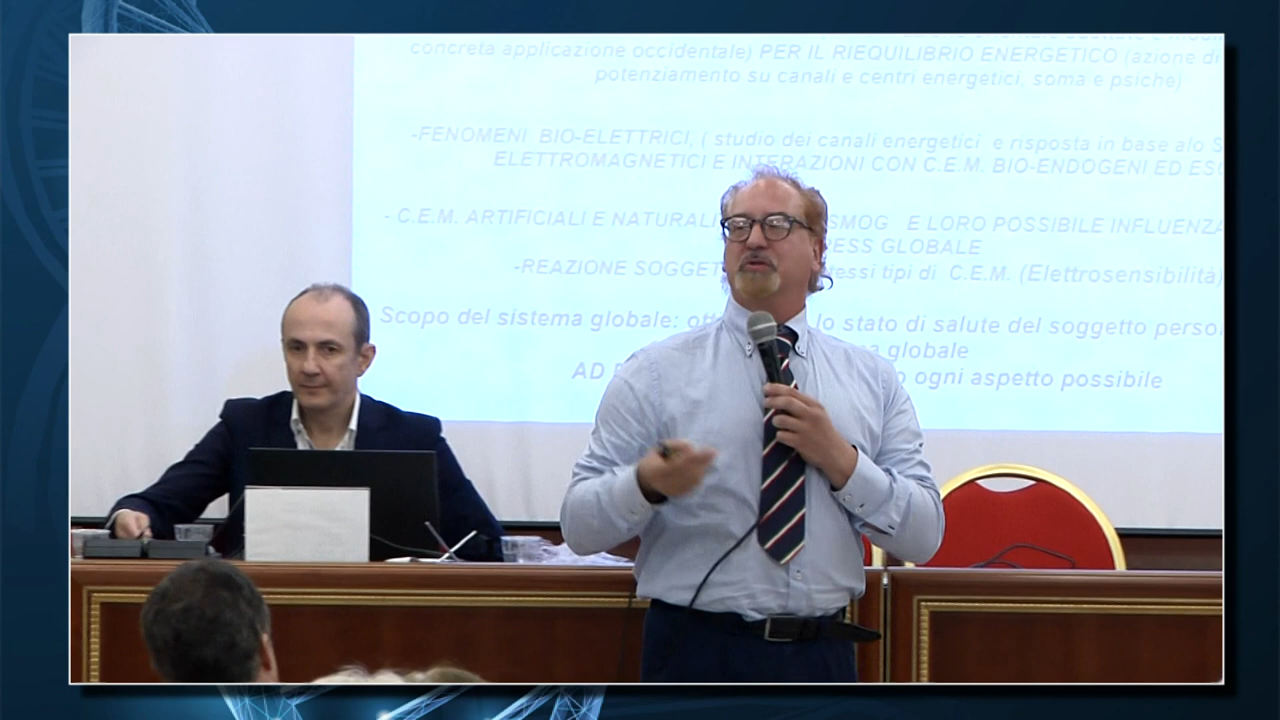 concreta applicazione occidentale) PER IL RIEQUILIBRIO ENERGETICO (azione di
potenziamento su canali e centri energetici, soma e psiche)
-FENOMENI BIO-ELETTRICI, ( studio dei canali energetici e risposta in base alo S
ELETTROMAGNETICI E INTERAZIONI CON C.E.M. BIO-ENDOGENI ED ESO
- C.E.M. ARTIFICIALI E NATURALI SMOG E LORO POSSIBILE INFLUENZA
ESS GLOBALE
-REAZIONE SOGGET tessi tipi di C.E.M. (Elettrosensibilità)
Scopo del sistema globale: ott lo stato di salute del soggetto perso
a globale
AD o ogni aspetto possibile